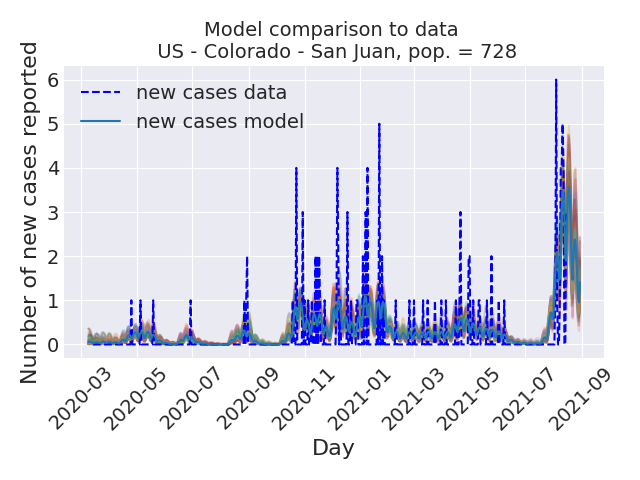 Model comparison to data
US - Colorado - San Juan, pop. = 728
Number of new cases reported
6
5
4
3
2
1
0
new cases data
new cases model
2020-03
2020-05
2020-07
2020-09
2020-11
2021-01
2021-03
2021-05
2021-07
2021-09
Day